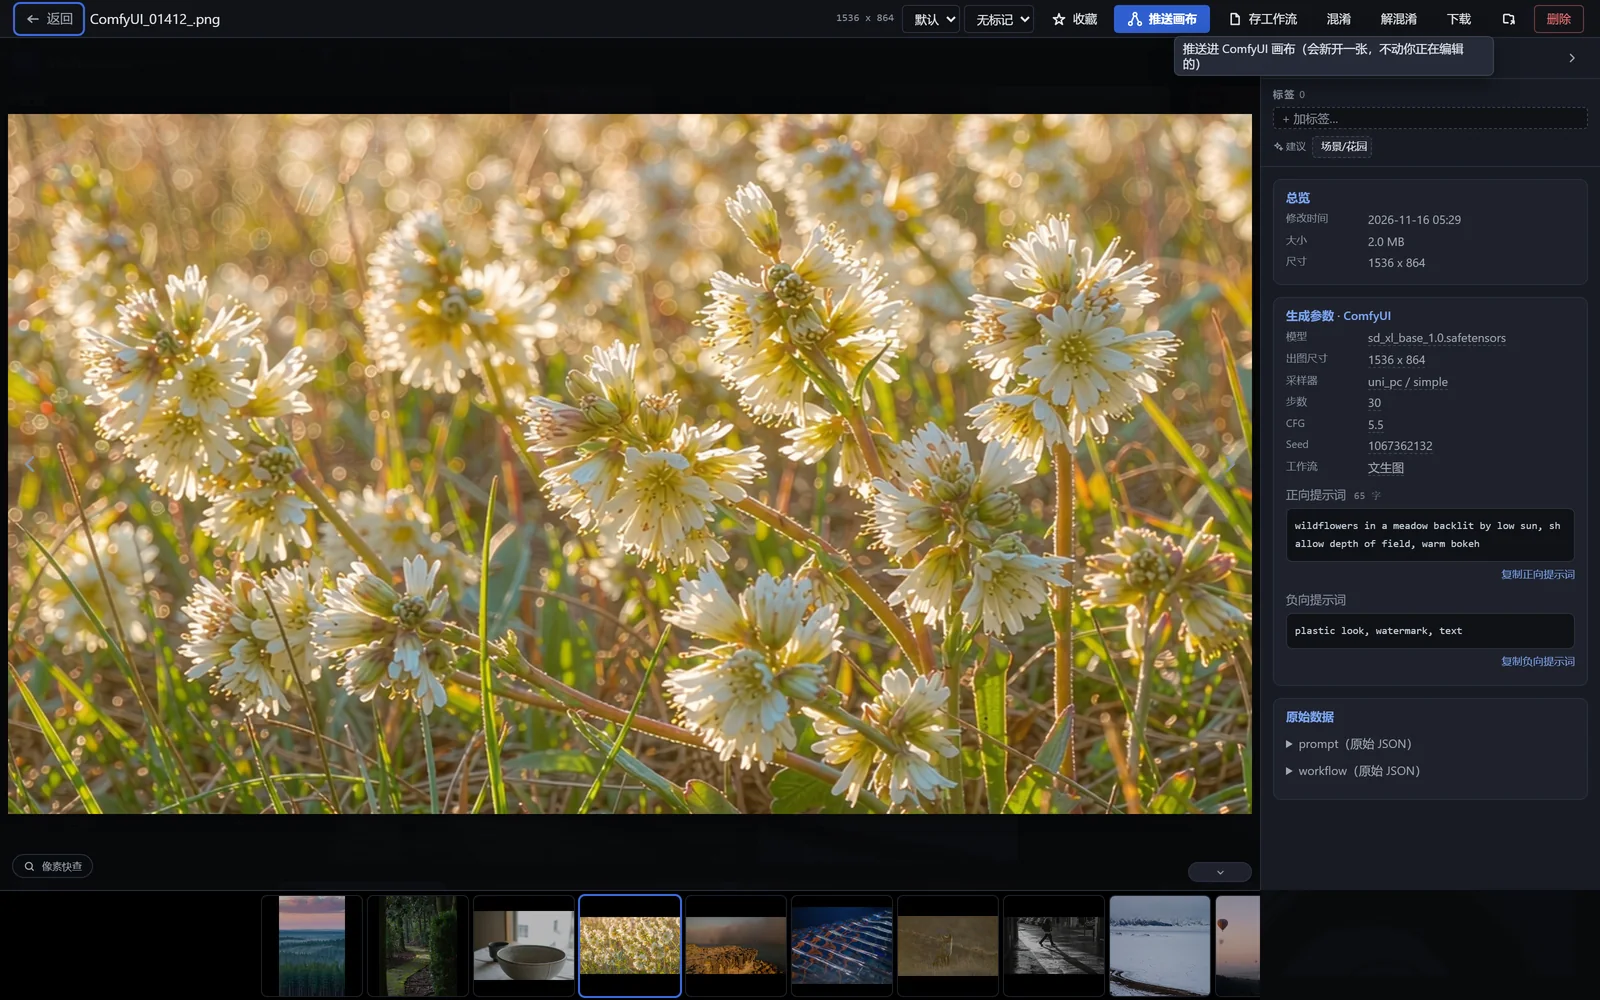 返回
ComfyUI_01412_.png
1536 x 864
默认
无标记
收藏
推送画布
存工作流
混淆
解混淆
下载
删除
推送进 ComfyUI 画布（会新开一张，不动你正在编辑
的）
标签 0
+ 加标签...
建议
场景/花园
总览
修改时间 2026-11-16 05:29
大小 2.0 MB
尺寸 1536 x 864
生成参数 · ComfyUI
模型 sd_xl_base_1.0.safetensors
出图尺寸 1536 x 864
采样器 uni_pc / simple
步数 30
CFG 5.5
Seed 1067362132
工作流 文生图
正向提示词 65 字
wildflowers in a meadow backlit by low sun, sh
allow depth of field, warm bokeh
复制正向提示词
负向提示词
plastic look, watermark, text
复制负向提示词
原始数据
prompt（原始 JSON）
workflow（原始 JSON）
像素快查